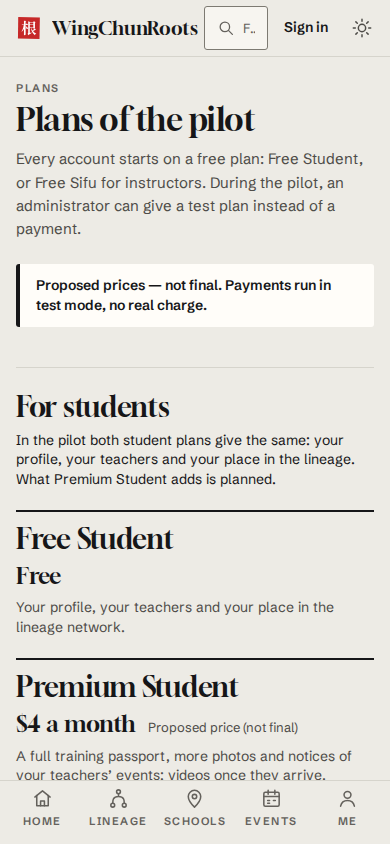 根 WingChunRoots F.. Sign in
PLANS
Plans of the pilot
Every account starts on a free plan: Free Student,
or Free Sifu for instructors. During the pilot, an
administrator can give a test plan instead of a
payment.
Proposed prices — not final. Payments run in
test mode, no real charge.
For students
In the pilot both student plans give the same: your
profile, your teachers and your place in the lineage.
What Premium Student adds is planned.
Free Student
Free
Your profile, your teachers and your place in the
lineage network.
Premium Student
$4 a month Proposed price (not final)
A full training passport, more photos and notices of
your teachers’ events; videos once they arrive.
HOME LINEAGE SCHOOLS EVENTS ME